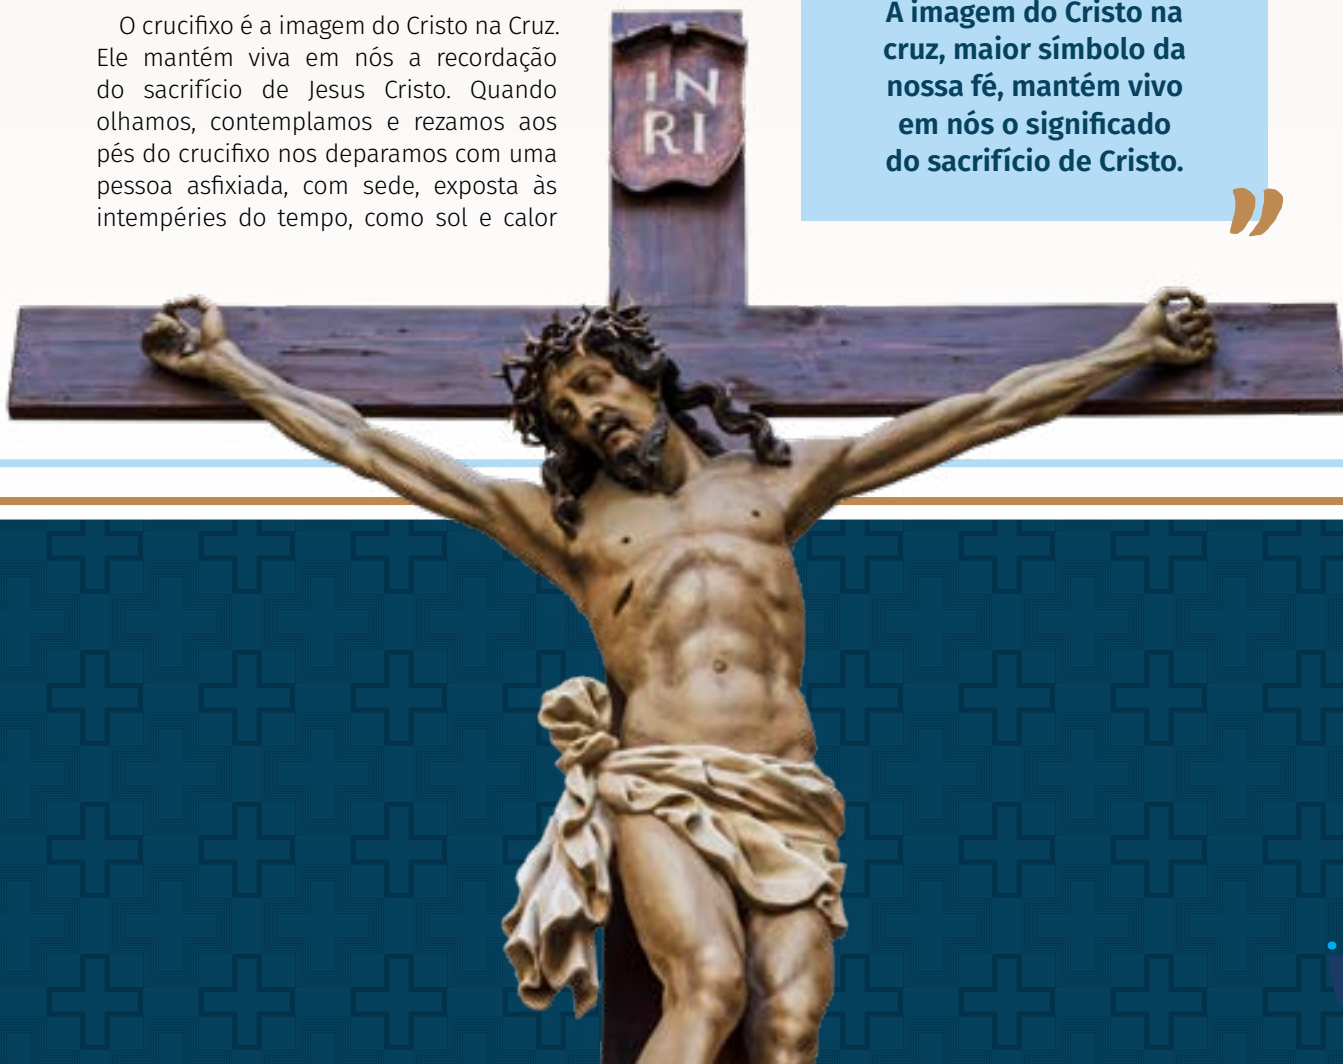 O crucifixo é a imagem do Cristo na Cruz.
Ele mantém viva em nós a recordação
do sacrifício de Jesus Cristo. Quando
olhamos, contemplamos e rezamos aos
pés do crucifixo nos deparamos com uma
pessoa asfixiada, com sede, exposta às
intempéries do tempo, como sol e calor
IN
RI
A imagem do Cristo na
cruz, maior símbolo da
nossa fé, mantém vivo
em nós o significado
do sacrifício de Cristo.
”